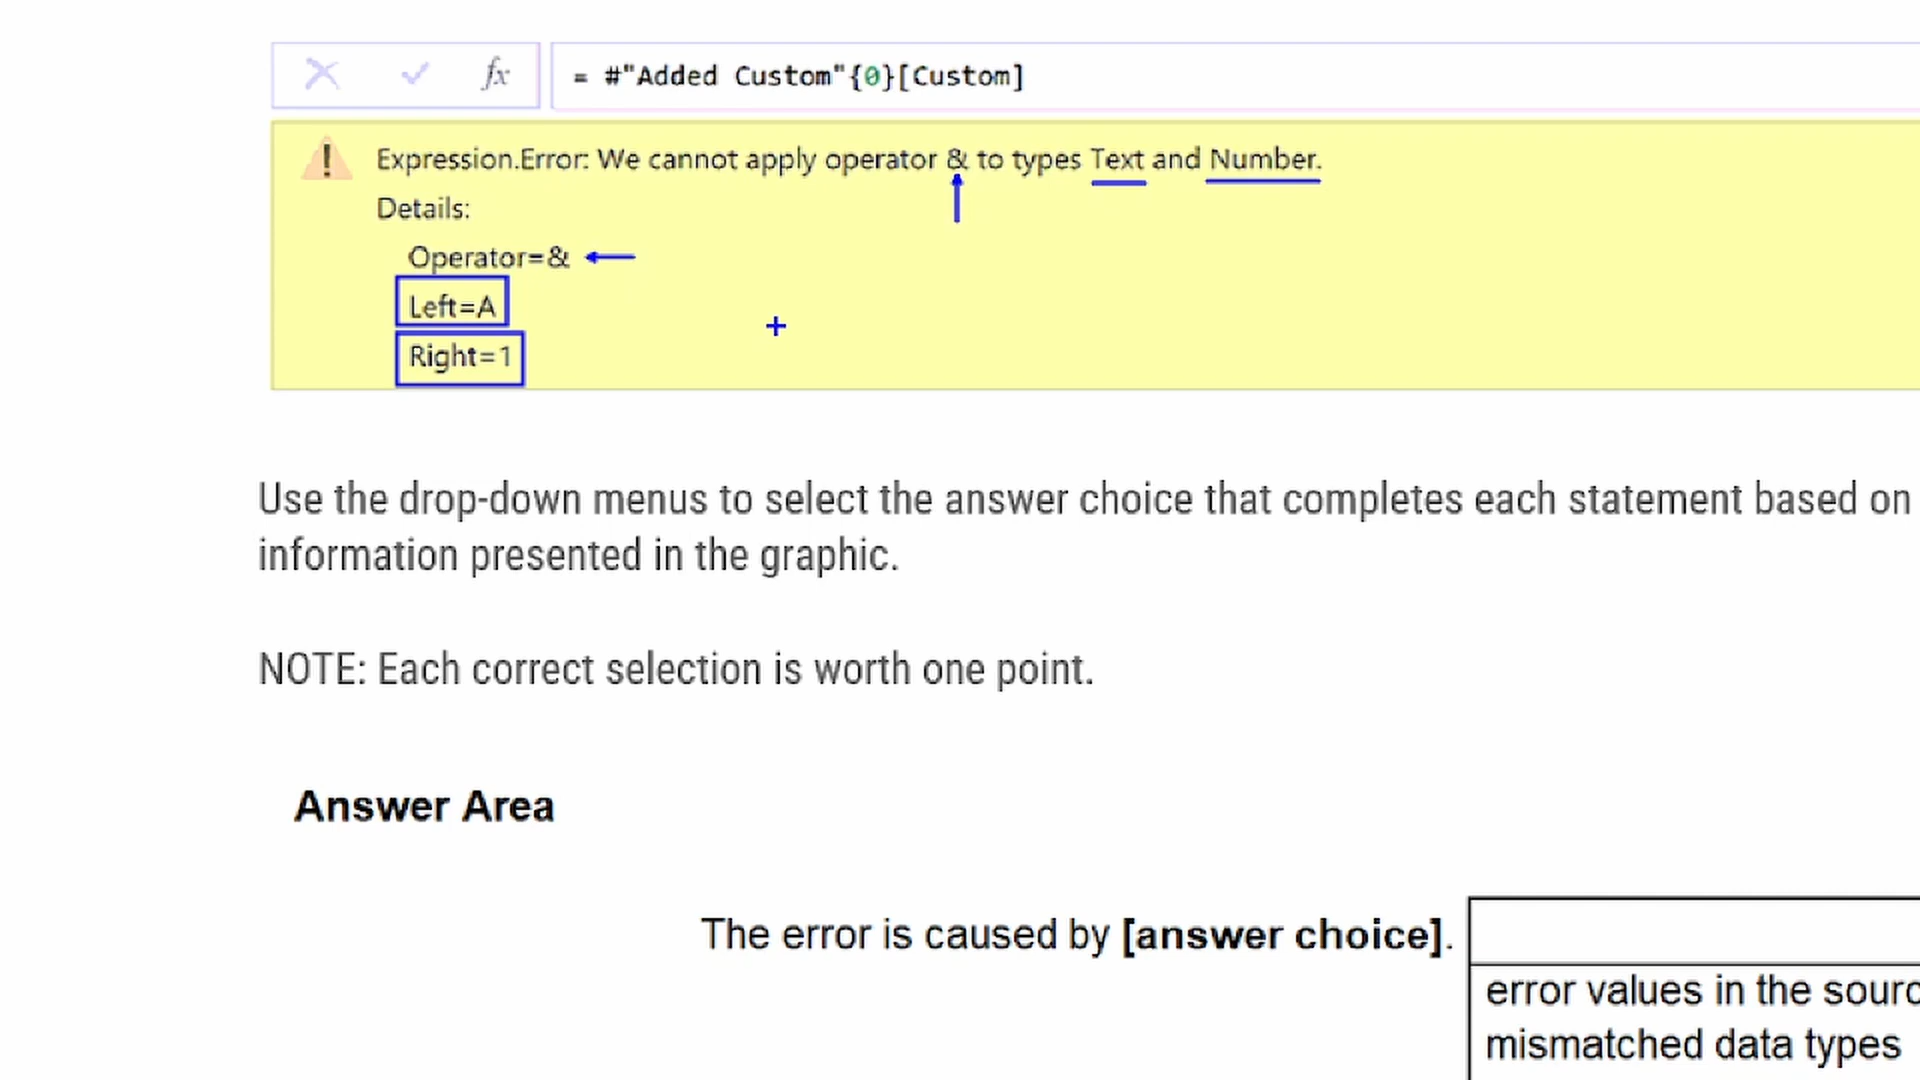 fx
= #"Added Custom"{0}[Custom]
Expression.Error: We cannot apply operator & to types Text and Number.
Details:
Operator=&
Left=A
Right=1
Use the drop-down menus to select the answer choice that completes each statement based on
information presented in the graphic.
NOTE: Each correct selection is worth one point.
Answer Area
The error is caused by [answer choice].
error values in the
mismatched data types